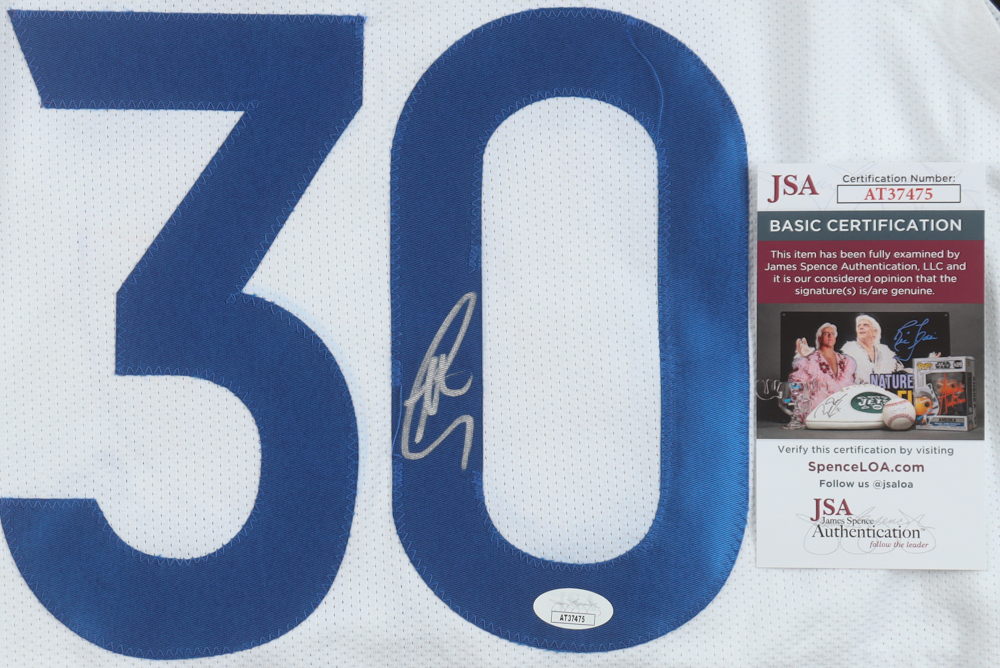 30
JSA
Certification Number:
AT37475
BASIC CERTIFICATION
This item has been fully examined by
James Spence Authentication, LLC and
it is our considered opinion that the
signature(s) is/are genuine.
NATURE
JETS
Verify this certification by visiting
SpenceLOA.com
Follow us @jsaloa
JSA
James Spence
Authentication
follow the leader
AT37475